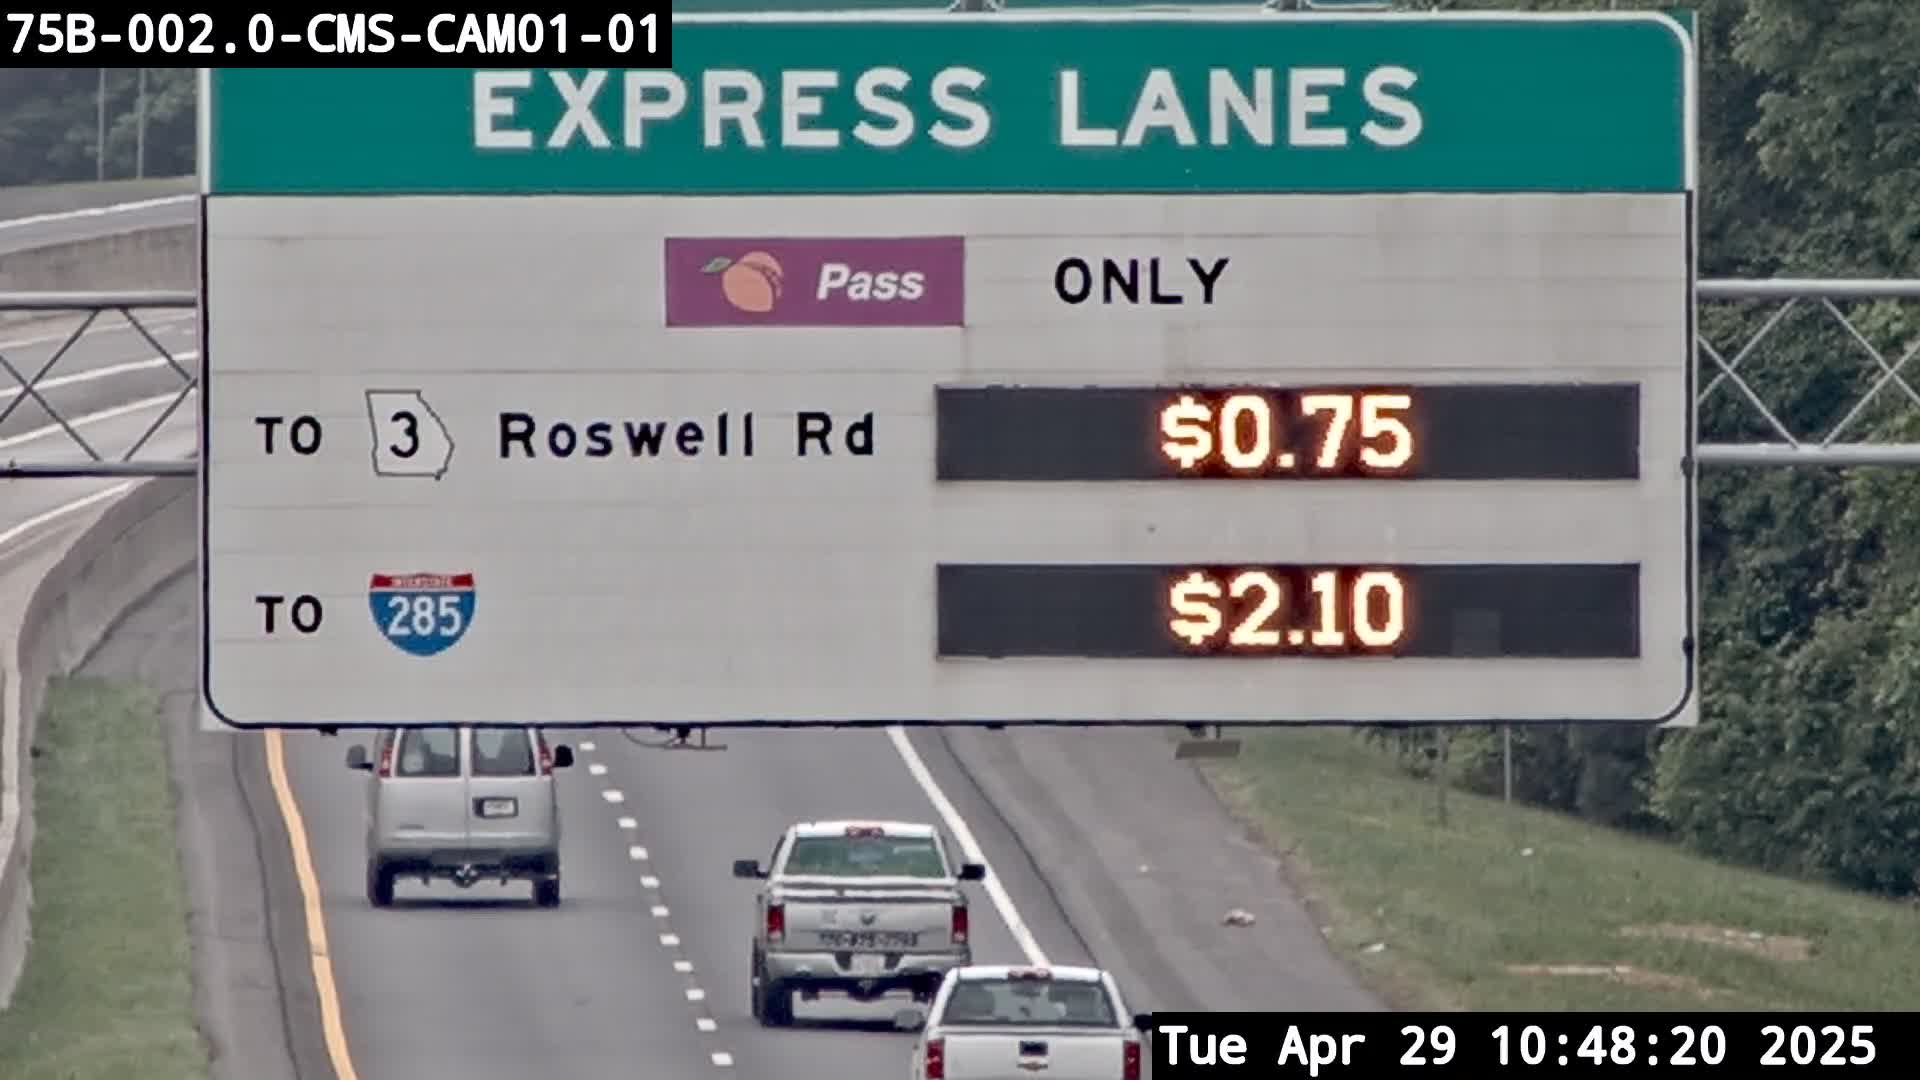 75B-002.0-CMS-CAM01-01
EXPRESS LANES
Pass ONLY
TO 3 Roswell Rd $0.75
TO INTERSTATE 285 $2.10
Tue Apr 29 10:48:20 2025